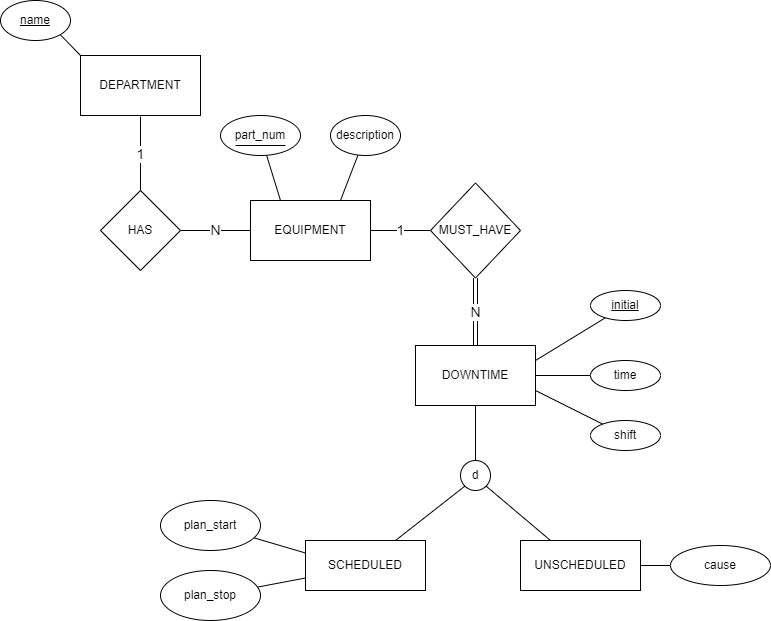 name
DEPARTMENT
1
part_num
description
HAS
N
EQUIPMENT
1
MUST_HAVE
N
initial
DOWNTIME
time
shift
d
plan_start
SCHEDULED
UNSCHEDULED
cause
plan_stop